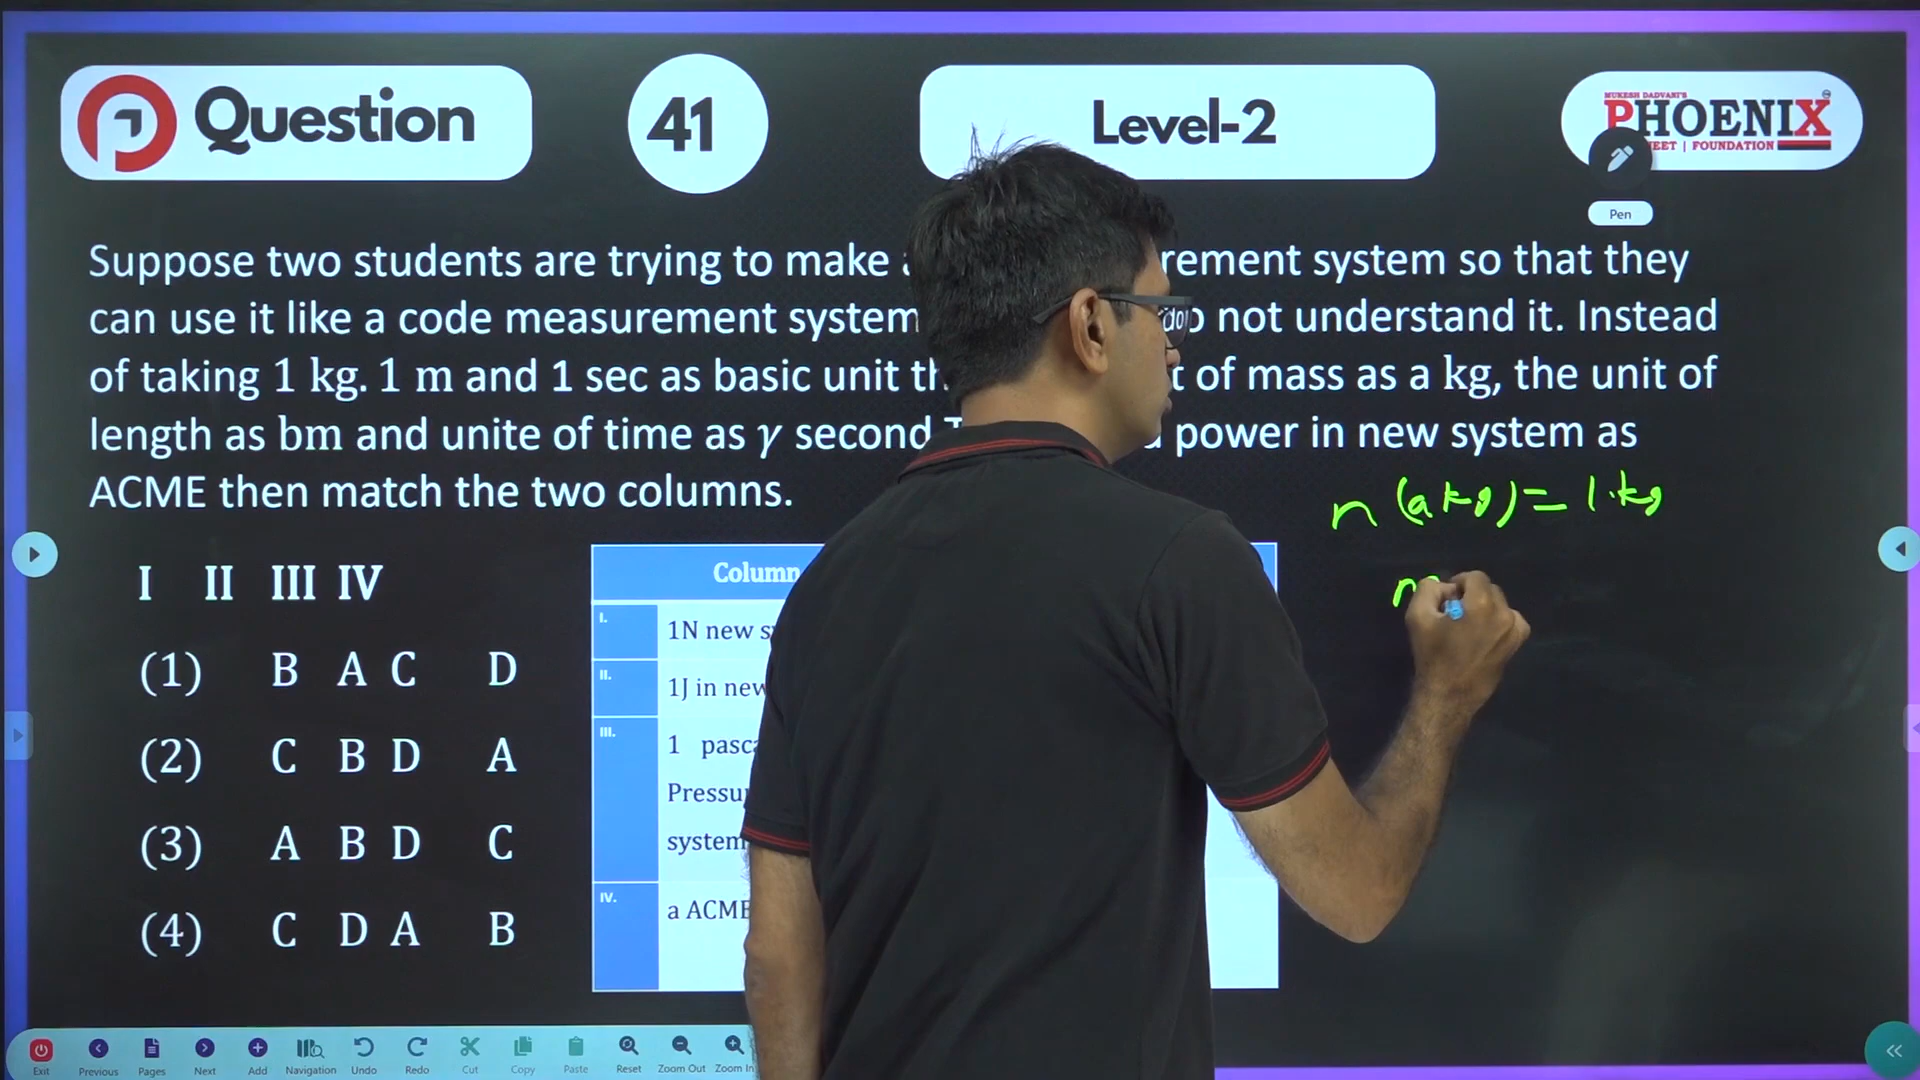 Question
41
Level-2
MUKESH DADVANI'S
PHOENIX
NEET | FOUNDATION
Pen
Suppose two students are trying to make a rement system so that they
can use it like a code measurement system do not understand it. Instead
of taking 1 kg. 1 m and 1 sec as basic unit th t of mass as a kg, the unit of
length as bm and unite of time as γ second power in new system as
ACME then match the two columns.
n (a kg) = 1 kg
n
I II III IV
(1) B A C D
(2) C B D A
(3) A B D C
(4) C D A B
Column
I.
1N new s
II.
1J in new
III.
1 pasca
Pressu
system
IV.
a ACME
Exit
Previous
Pages
Next
Add
Navigation
Undo
Redo
Cut
Copy
Paste
Reset
Zoom Out
Zoom In